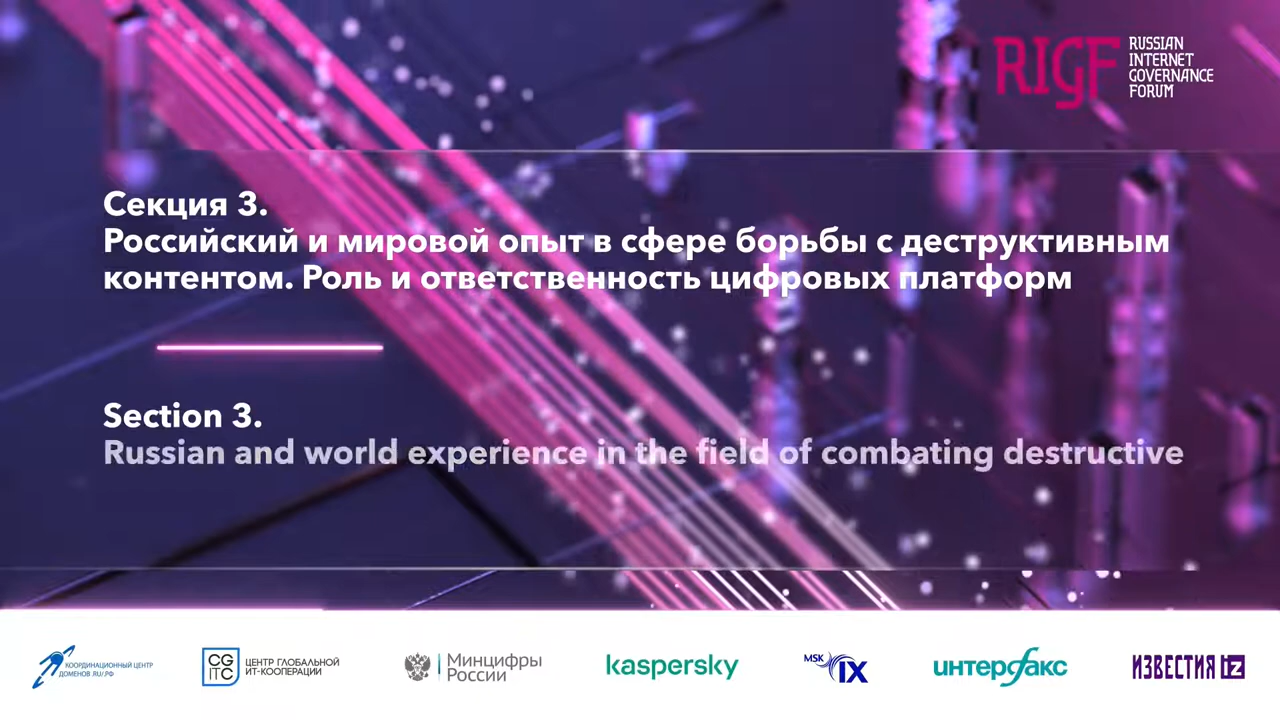 RIGF
RUSSIAN
INTERNET
GOVERNANCE
FORUM
Секция 3.
Российский и мировой опыт в сфере борьбы с деструктивным
контентом. Роль и ответственность цифровых платформ
Section 3.
Russian and world experience in the field of combating destructive
КООРДИНАЦИОННЫЙ ЦЕНТР
ДОМЕНОВ .RU/.РФ
CG
ITC
ЦЕНТР ГЛОБАЛЬНОЙ
ИТ-КООПЕРАЦИИ
Минцифры
России
kaspersky
MSK
IX
интерфакс
ИЗВЕСТИЯ iz